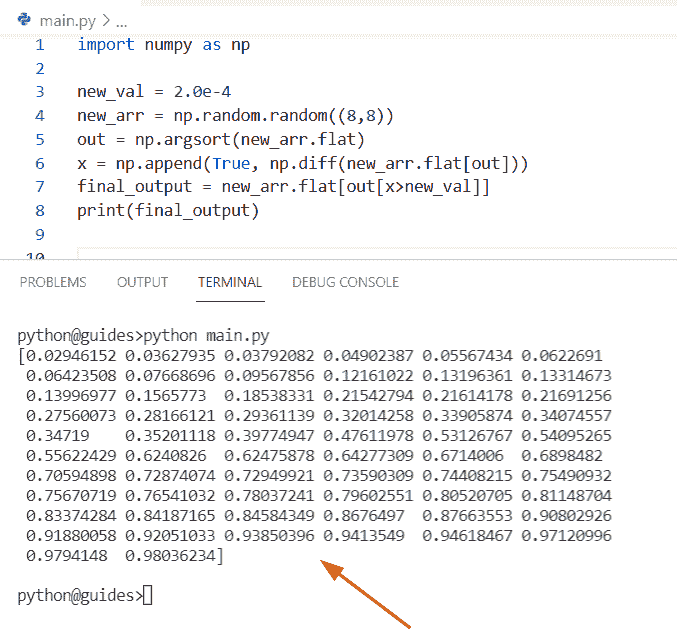 main.py > ...
1 import numpy as np
2
3 new_val = 2.0e-4
4 new_arr = np.random.random((8,8))
5 out = np.argsort(new_arr.flat)
6 x = np.append(True, np.diff(new_arr.flat[out]))
7 final_output = new_arr.flat[out[x>new_val]]
8 print(final_output)
9
10
PROBLEMS OUTPUT TERMINAL DEBUG CONSOLE
python@guides>python main.py
[0.02946152 0.03627935 0.03792082 0.04902387 0.05567434 0.0622691
0.06423508 0.07668696 0.09567856 0.12161022 0.13196361 0.13314673
0.13996977 0.1565773 0.18538331 0.21542794 0.21614178 0.21691256
0.27560073 0.28166121 0.29361139 0.32014258 0.33905874 0.34074557
0.34719 0.35201118 0.39774947 0.47611978 0.53126767 0.54095265
0.55622429 0.6240826 0.62475878 0.64277309 0.6714006 0.6898482
0.70594898 0.72874074 0.72949921 0.73590309 0.74408215 0.75490932
0.75670719 0.76541032 0.78037241 0.79602551 0.80520705 0.81148704
0.83374284 0.84187165 0.84584349 0.8676497 0.87663553 0.90802926
0.91880058 0.92051033 0.93850396 0.9413549 0.94618467 0.97120996
0.9794148 0.98036234]
python@guides>